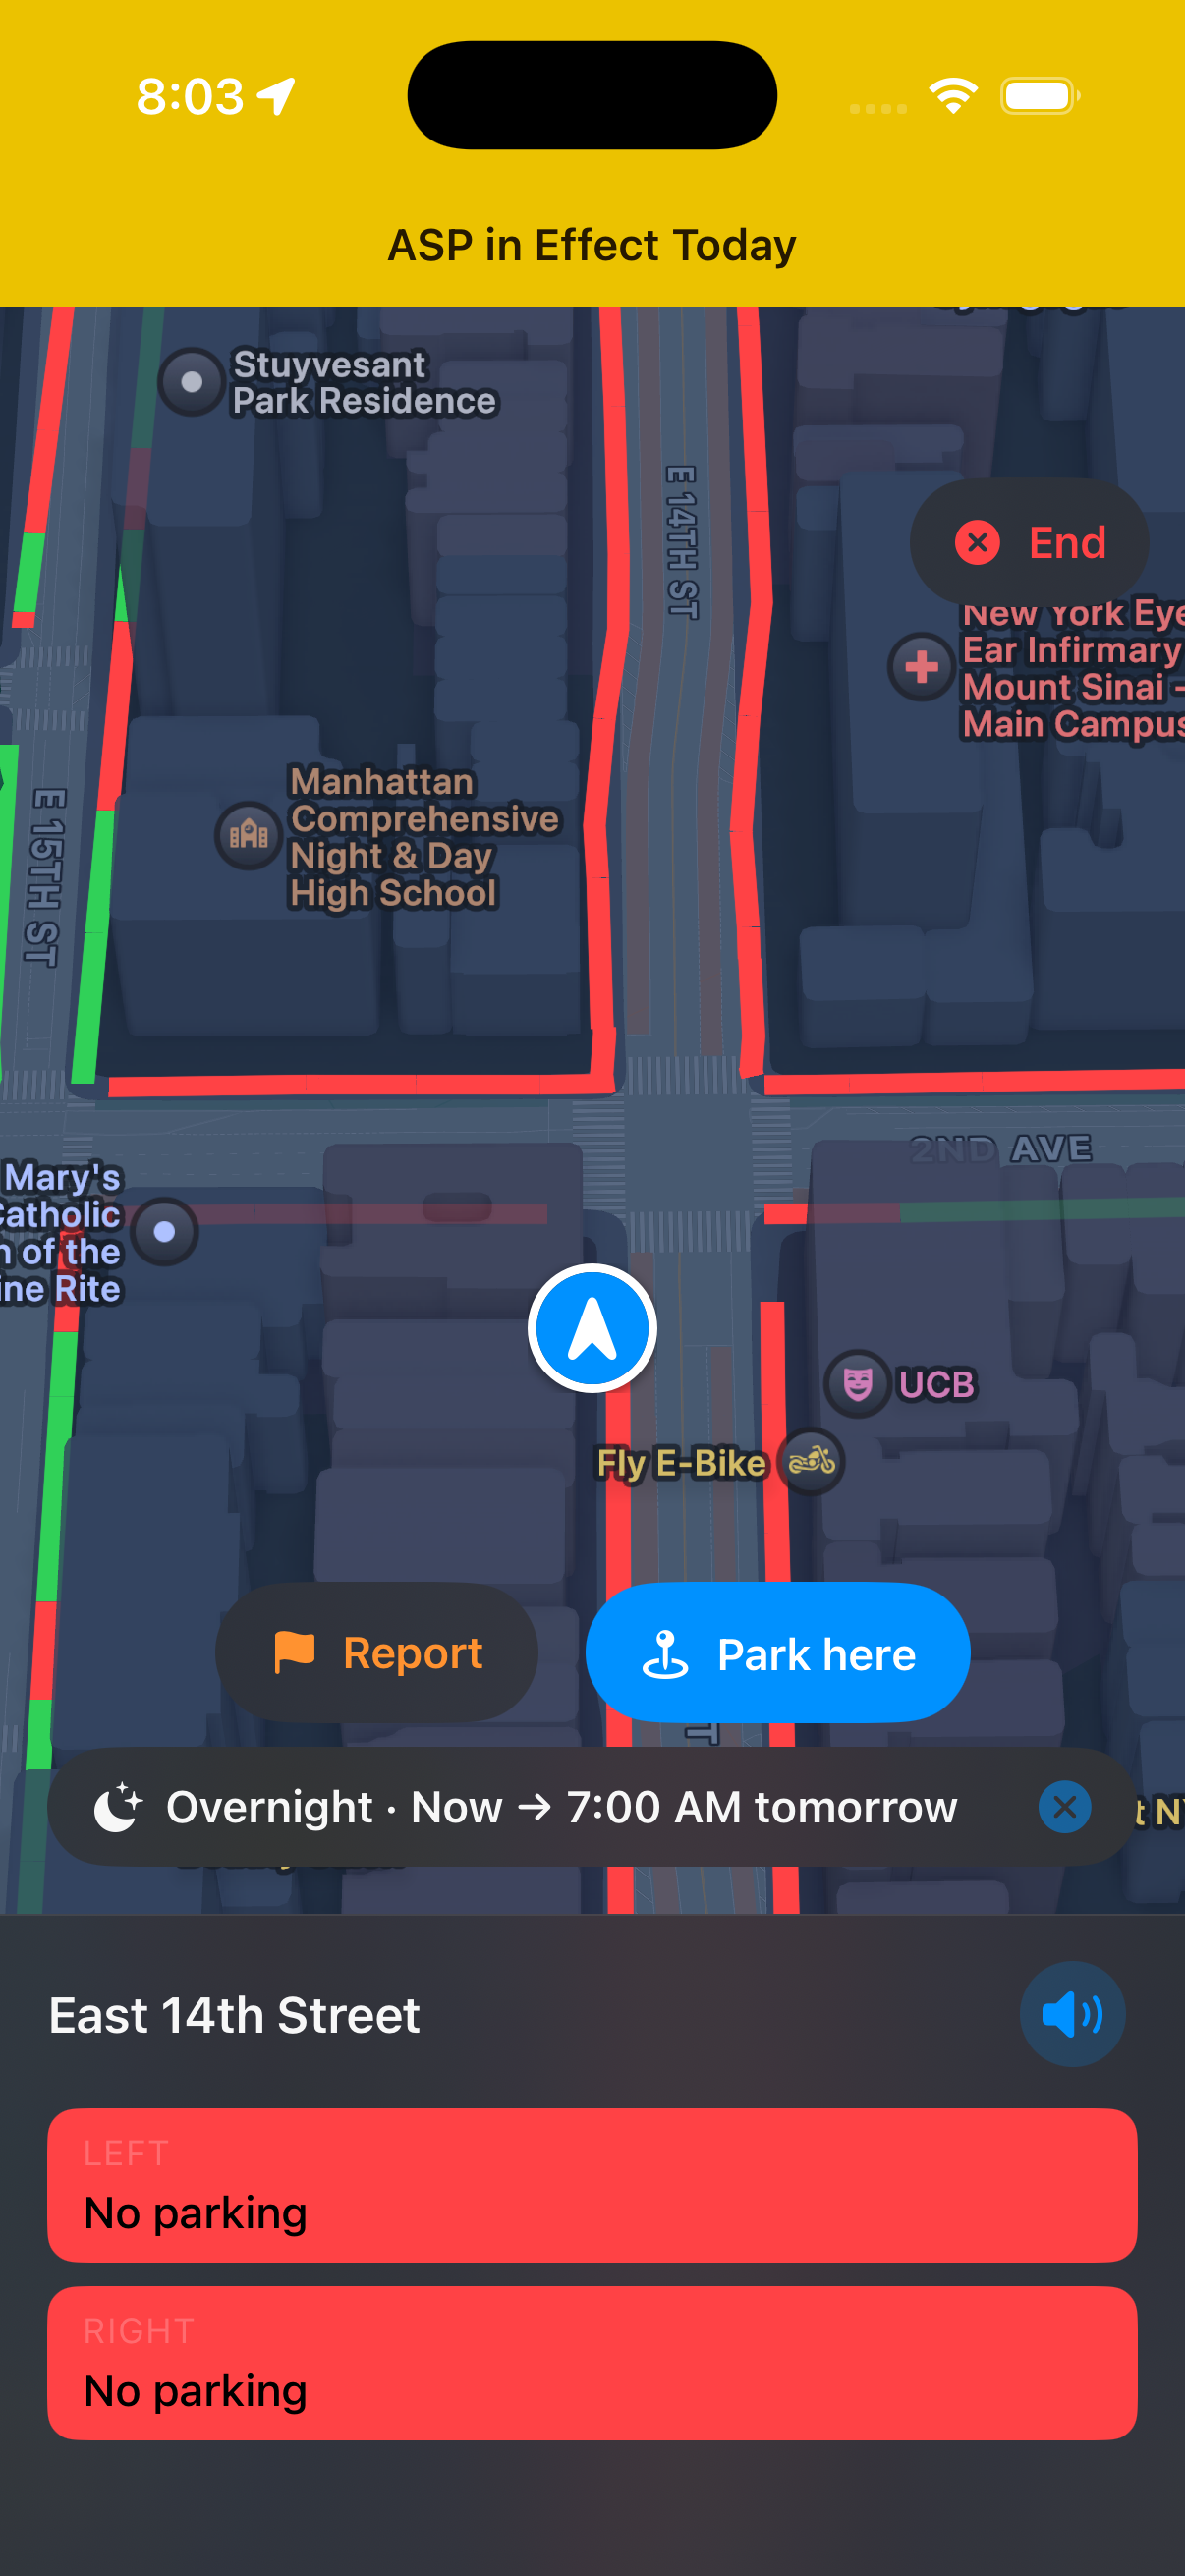 8:03
ASP in Effect Today
Stuyvesant
Park Residence
E 14TH ST
End
New York Eye
Ear Infirmary
Mount Sinai -
Main Campus
Manhattan
Comprehensive
Night & Day
High School
E 15TH ST
2ND AVE
Mary's
Catholic
n of the
ine Rite
UCB
Fly E-Bike
Report
Park here
T
Overnight · Now → 7:00 AM tomorrow
t N
East 14th Street
LEFT
No parking
RIGHT
No parking